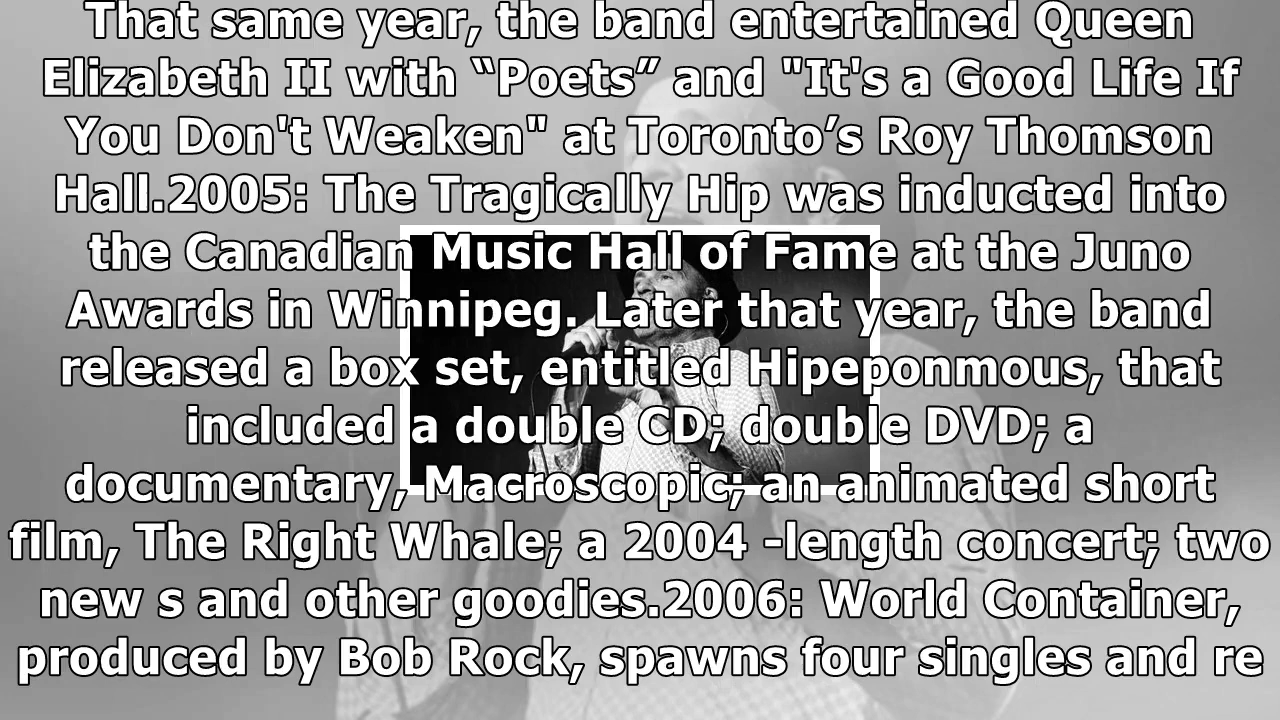 That same year, the band entertained Queen
Elizabeth II with “Poets” and "It's a Good Life If
You Don't Weaken" at Toronto’s Roy Thomson
Hall.2005: The Tragically Hip was inducted into
the Canadian Music Hall of Fame at the Juno
Awards in Winnipeg. Later that year, the band
released a box set, entitled Hipeponmous, that
included a double CD; double DVD; a
documentary, Macroscopic; an animated short
film, The Right Whale; a 2004 -length concert; two
new s and other goodies.2006: World Container,
produced by Bob Rock, spawns four singles and re